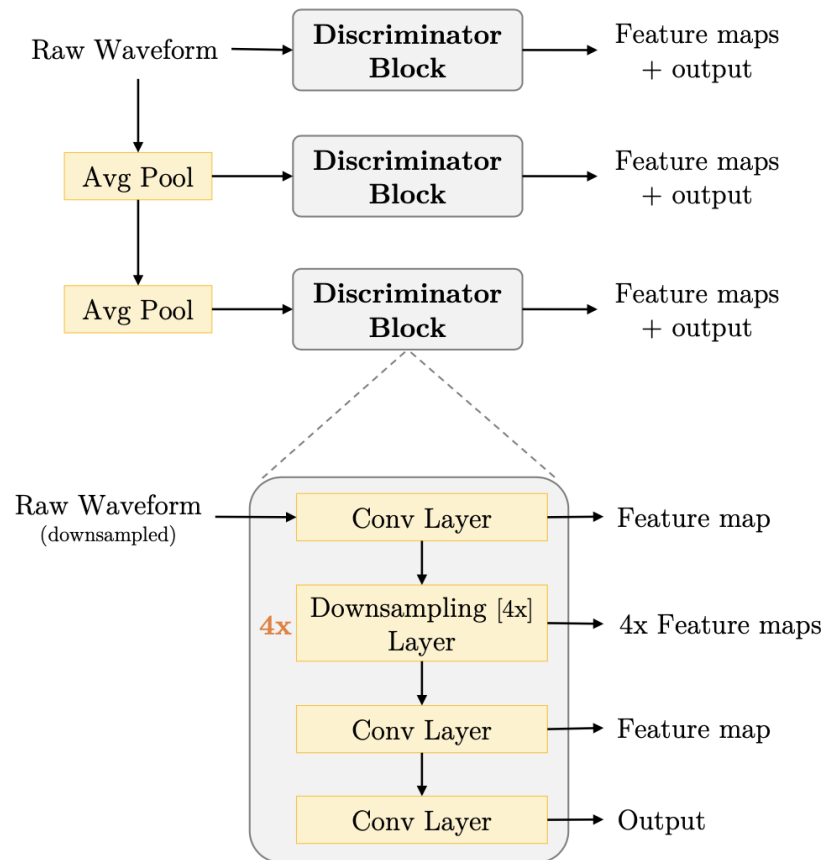 Raw Waveform
Discriminator
Block
Feature maps
+ output
Avg Pool
Discriminator
Block
Feature maps
+ output
Avg Pool
Discriminator
Block
Feature maps
+ output
Raw Waveform
(downsampled)
Conv Layer
Feature map
4x
Downsampling [4x]
Layer
4x Feature maps
Conv Layer
Feature map
Conv Layer
Output